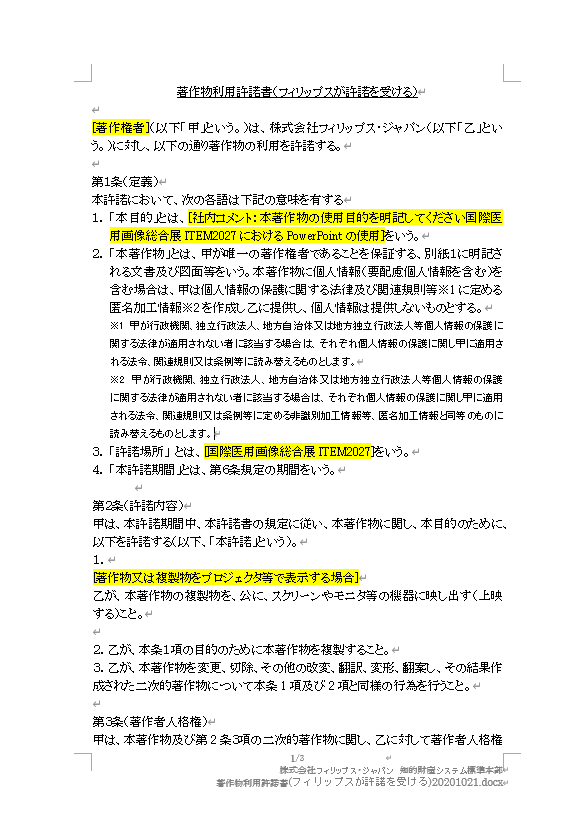 著作物利用許諾書(フィリップスが許諾を受ける)
[著作権者](以下「甲」という。)は、株式会社フィリップス・ジャパン(以下「乙」とい
う。)に対し、以下の通り著作物の利用を許諾する。
第1条(定義)
本許諾において、次の各語は下記の意味を有する
1. 「本目的」とは、[社内コメント:本著作物の使用目的を明記してください国際医
用画像総合展ITEM2027におけるPowerPointの使用]をいう。
2. 「本著作物」とは、甲が唯一の著作権者であることを保証する、別紙1に明記さ
れる文書及び図面等をいう。本著作物に個人情報(要配慮個人情報を含む)を
含む場合は、甲は個人情報の保護に関する法律及び関連規則等※1に定める
匿名加工情報※2を作成し乙に提供し、個人情報は提供しないものとする。
※1 甲が行政機関、独立行政法人、地方自治体又は地方独立行政法人等個人情報の保護に
関する法律が適用されない者に該当する場合は、それぞれ個人情報の保護に関し甲に適用さ
れる法令、関連規則又は条例等に読み替えるものとします。
※2 甲が行政機関、独立行政法人、地方自治体又は地方独立行政法人等個人情報の保護
に関する法律が適用されない者に該当する場合は、それぞれ個人情報の保護に関し甲に適用
される法令、関連規則又は条例等に定める非識別加工情報等、匿名加工情報と同等のものに
読み替えるものとします。
3. 「許諾場所」 とは、[国際医用画像総合展ITEM2027]をいう。
4. 「本許諾期間」とは、第6条規定の期間をいう。
第2条(許諾内容)
甲は、本許諾期間中、本許諾書の規定に従い、本著作物に関し、本目的のために、
以下を許諾する(以下、「本許諾」という)。
1.
[著作物又は複製物をプロジェクタ等で表示する場合]
乙が、本著作物の複製物を、公に、スクリーンやモニタ等の機器に映し出す(上映
する)こと。
2. 乙が、本条1項の目的のために本著作物を複製すること。
3. 乙が、本著作物を変更、切除、その他の改変、翻訳、変形、翻案し、その結果作
成された二次的著作物について本条1項及び2項と同様の行為を行うこと。
第3条(著作者人格権)
甲は、本著作物及び第2条3項の二次的著作物に関し、乙に対して著作者人格権
1/3
株式会社フィリップス・ジャパン 知的財産システム標準本部
著作物利用許諾書(フィリップスが許諾を受ける)20201021.docx